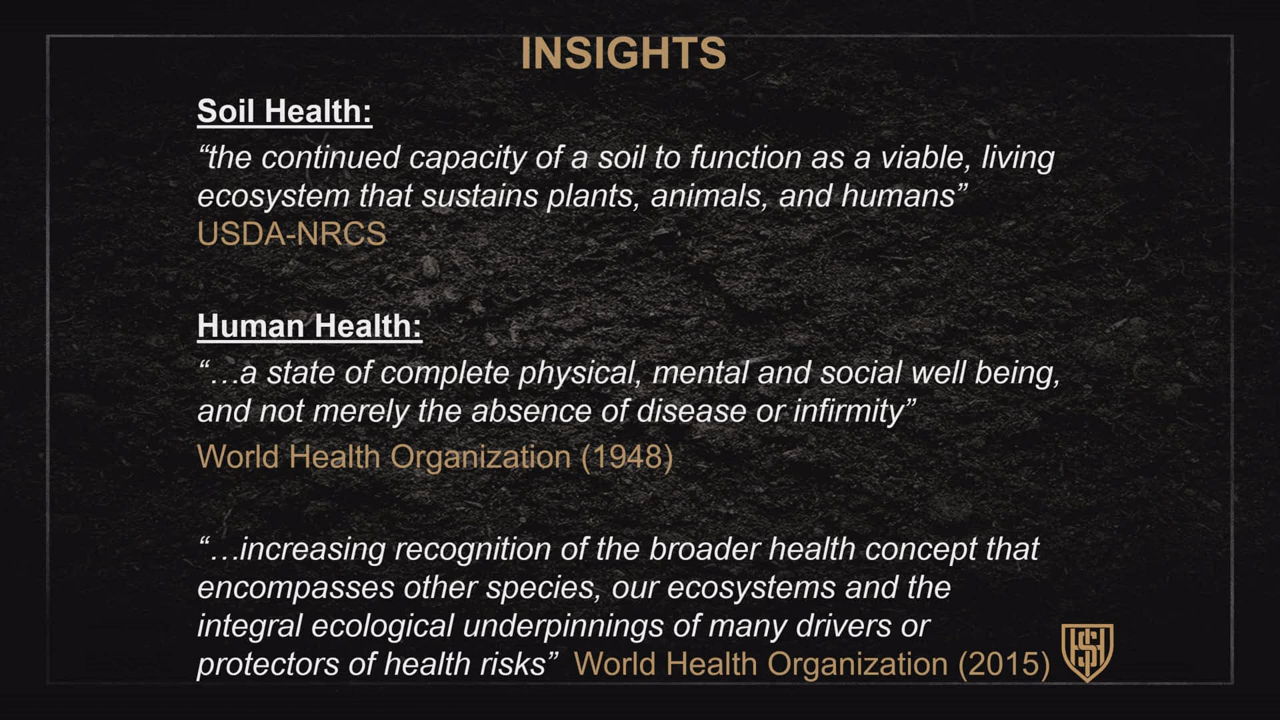 INSIGHTS
Soil Health:
“the continued capacity of a soil to function as a viable, living
ecosystem that sustains plants, animals, and humans”
USDA-NRCS
Human Health:
“…a state of complete physical, mental and social well being,
and not merely the absence of disease or infirmity”
World Health Organization (1948)
“…increasing recognition of the broader health concept that
encompasses other species, our ecosystems and the
integral ecological underpinnings of many drivers or
protectors of health risks” World Health Organization (2015)